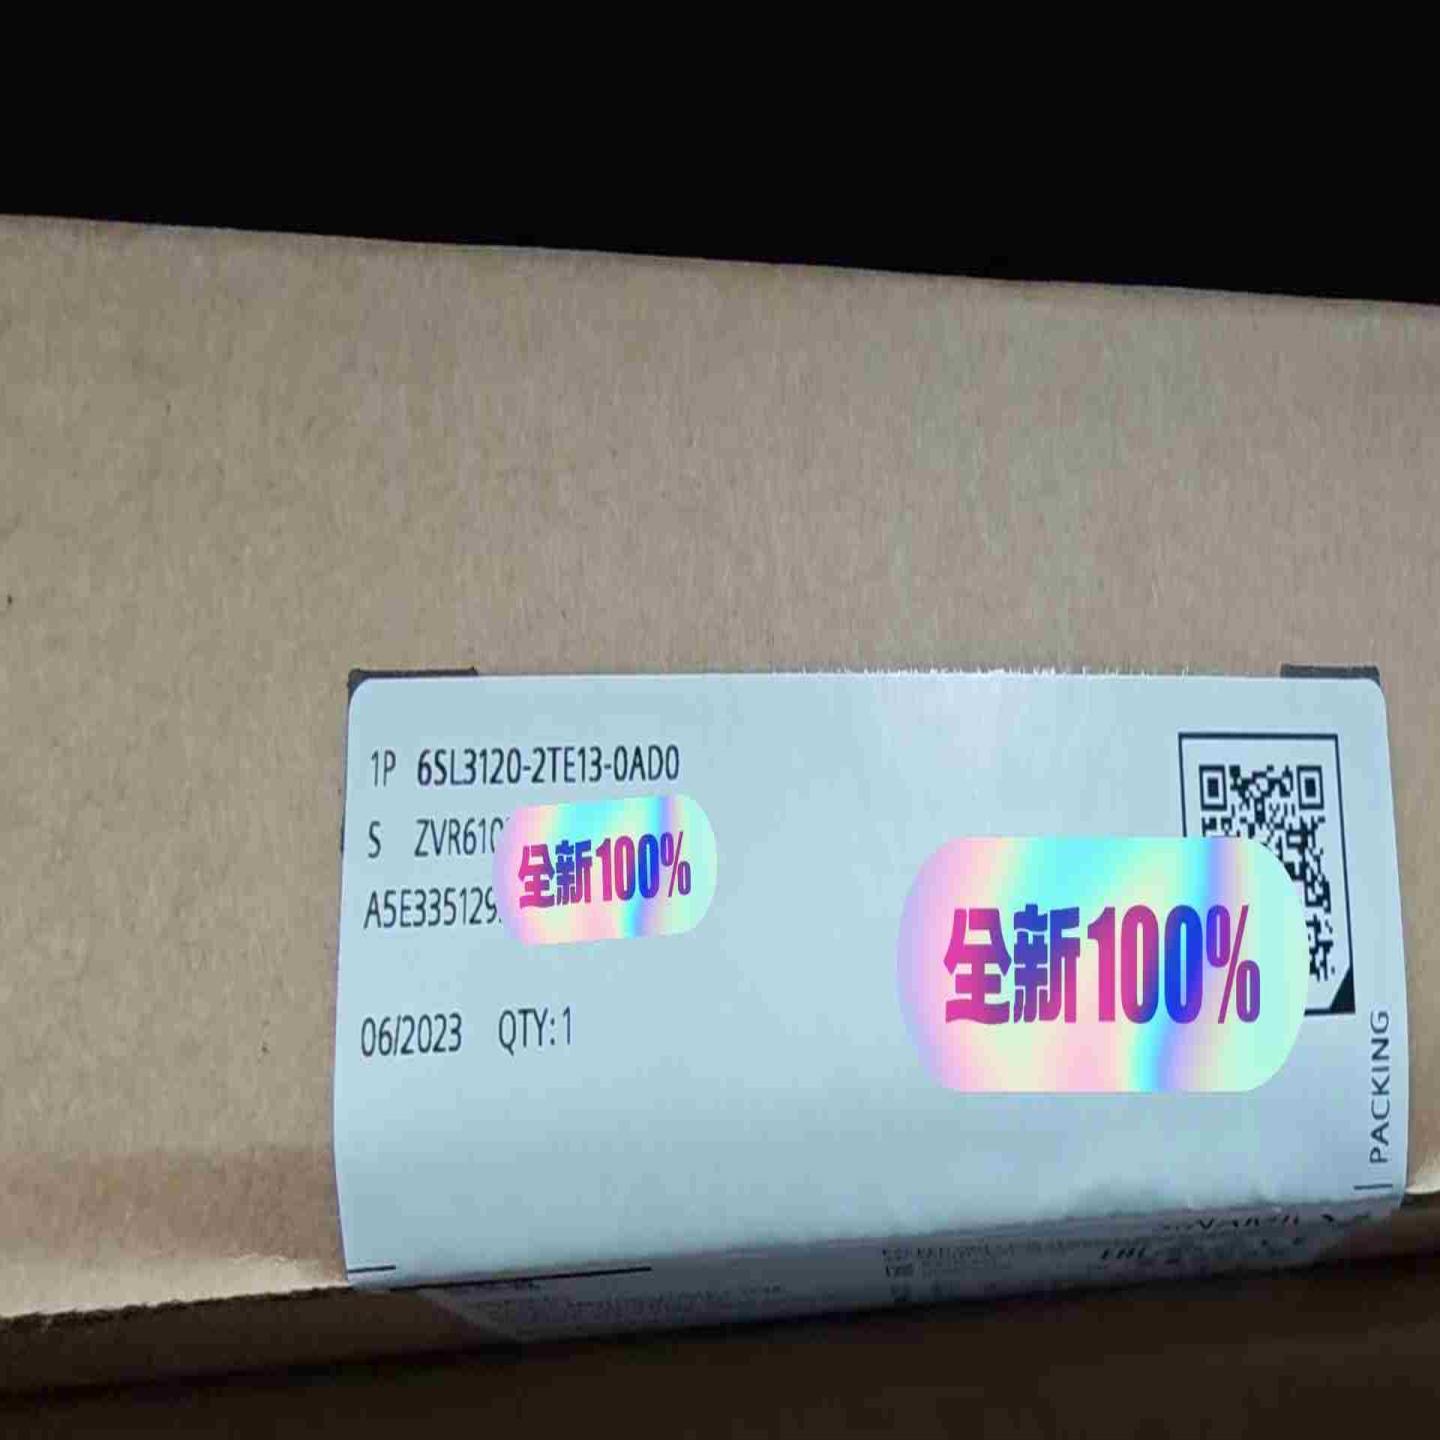 1P 6SL3120-2TE13-0AD0
S ZVR610
A5E335129
全新100%
全新100%
06/2023 QTY:1
PACKING